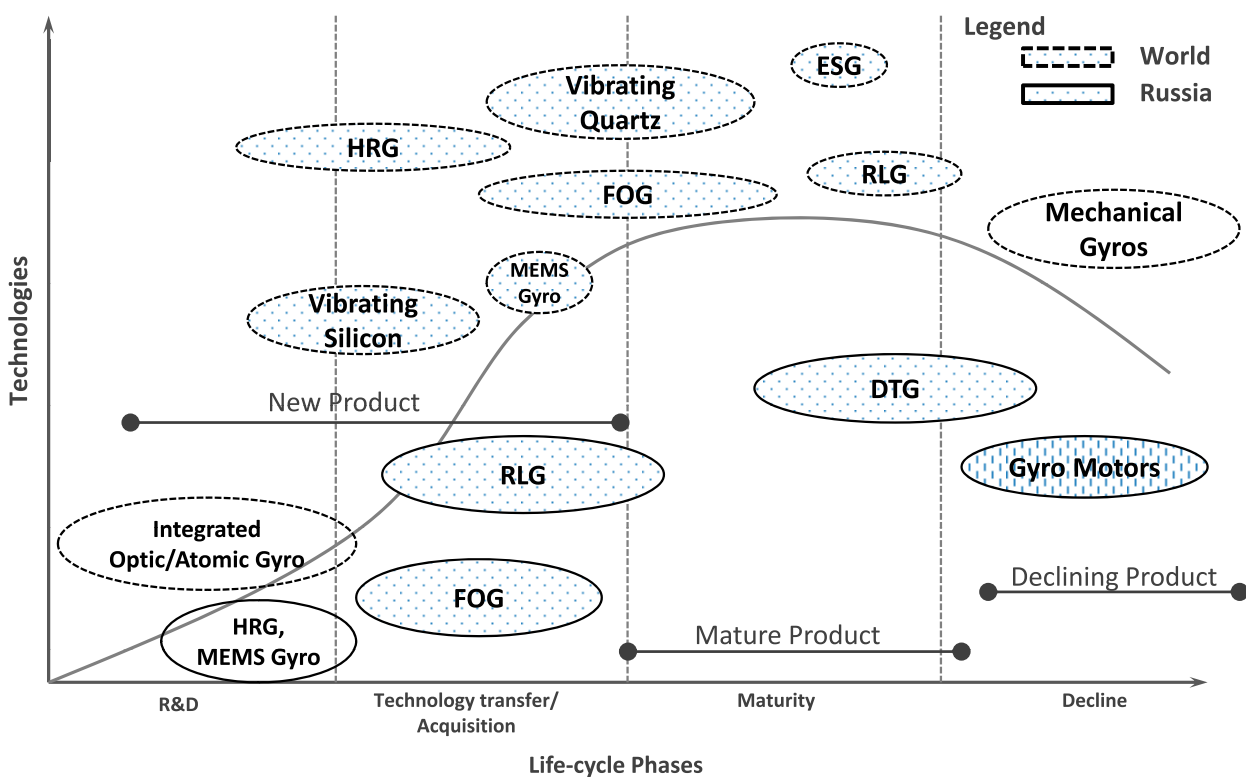 Legend
World
Russia
ESG
Vibrating
Quartz
HRG
RLG
FOG
Mechanical
Gyros
MEMS
Gyro
Vibrating
Silicon
Technologies
DTG
New Product
RLG
Gyro Motors
Integrated
Optic/Atomic Gyro
Declining Product
FOG
HRG,
MEMS Gyro
Mature Product
R&D
Technology transfer/
Acquisition
Maturity
Decline
Life-cycle Phases